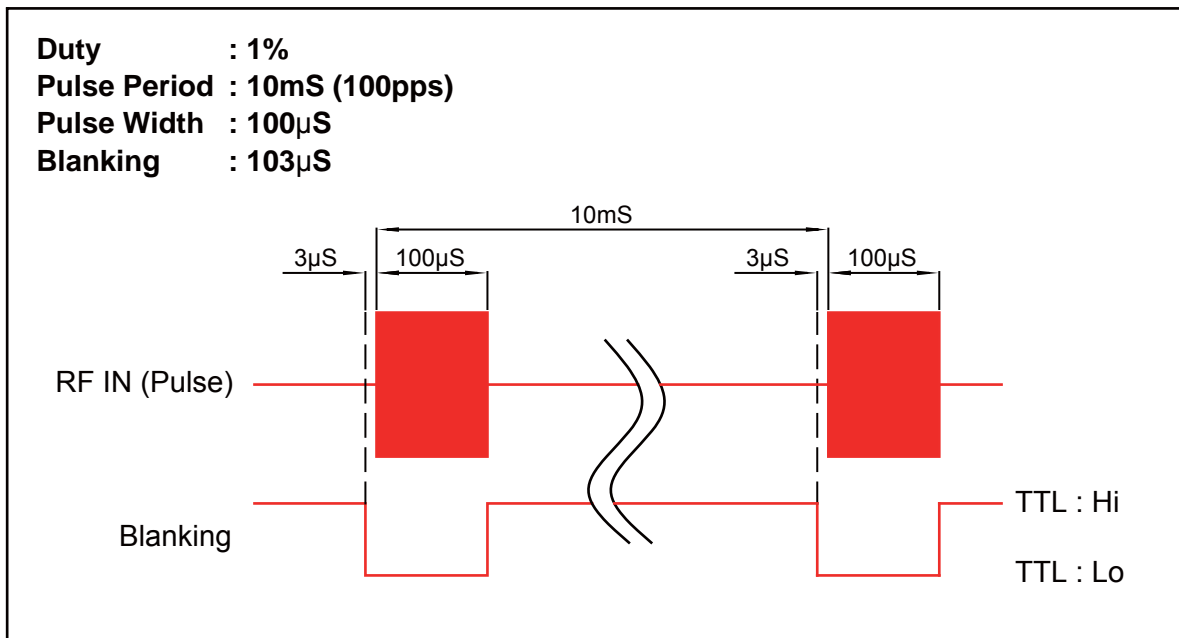 Duty : 1%
Pulse Period : 10mS (100pps)
Pulse Width : 100µS
Blanking : 103µS
10mS
3µS 100µS 3µS 100µS
RF IN (Pulse)
TTL : Hi
Blanking
TTL : Lo